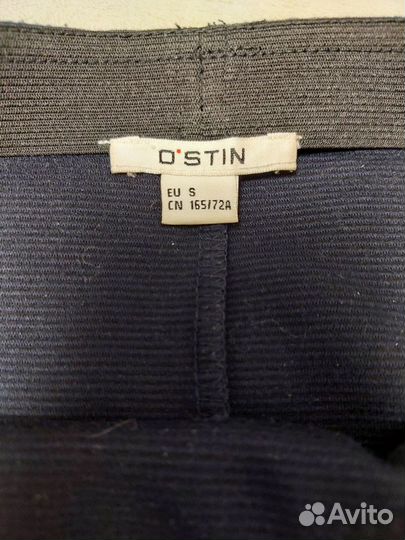 O'STIN
EU S
CN 165/72A
Avito